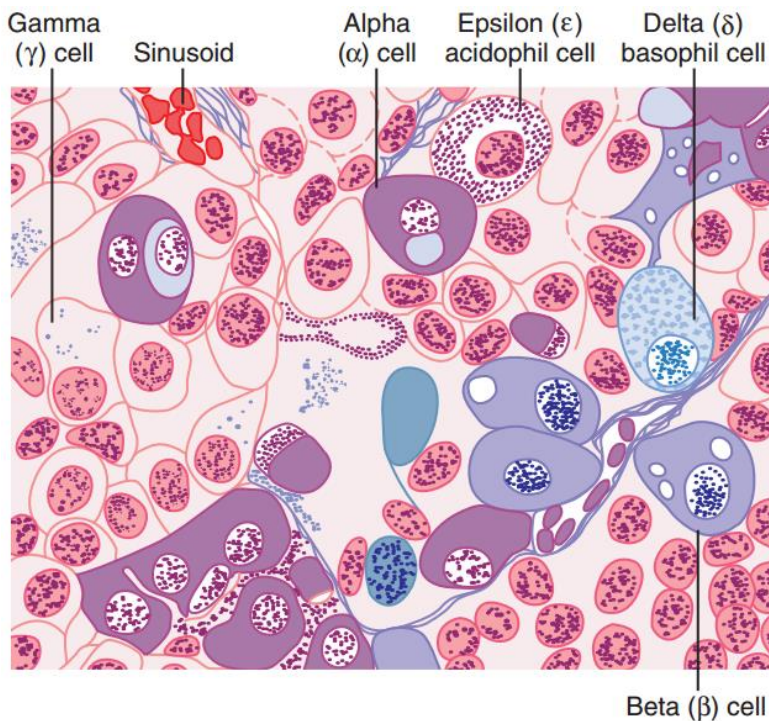 Gamma
(γ) cell
Sinusoid
Alpha
(α) cell
Epsilon (ε)
acidophil cell
Delta (δ)
basophil cell
Beta (β) cell